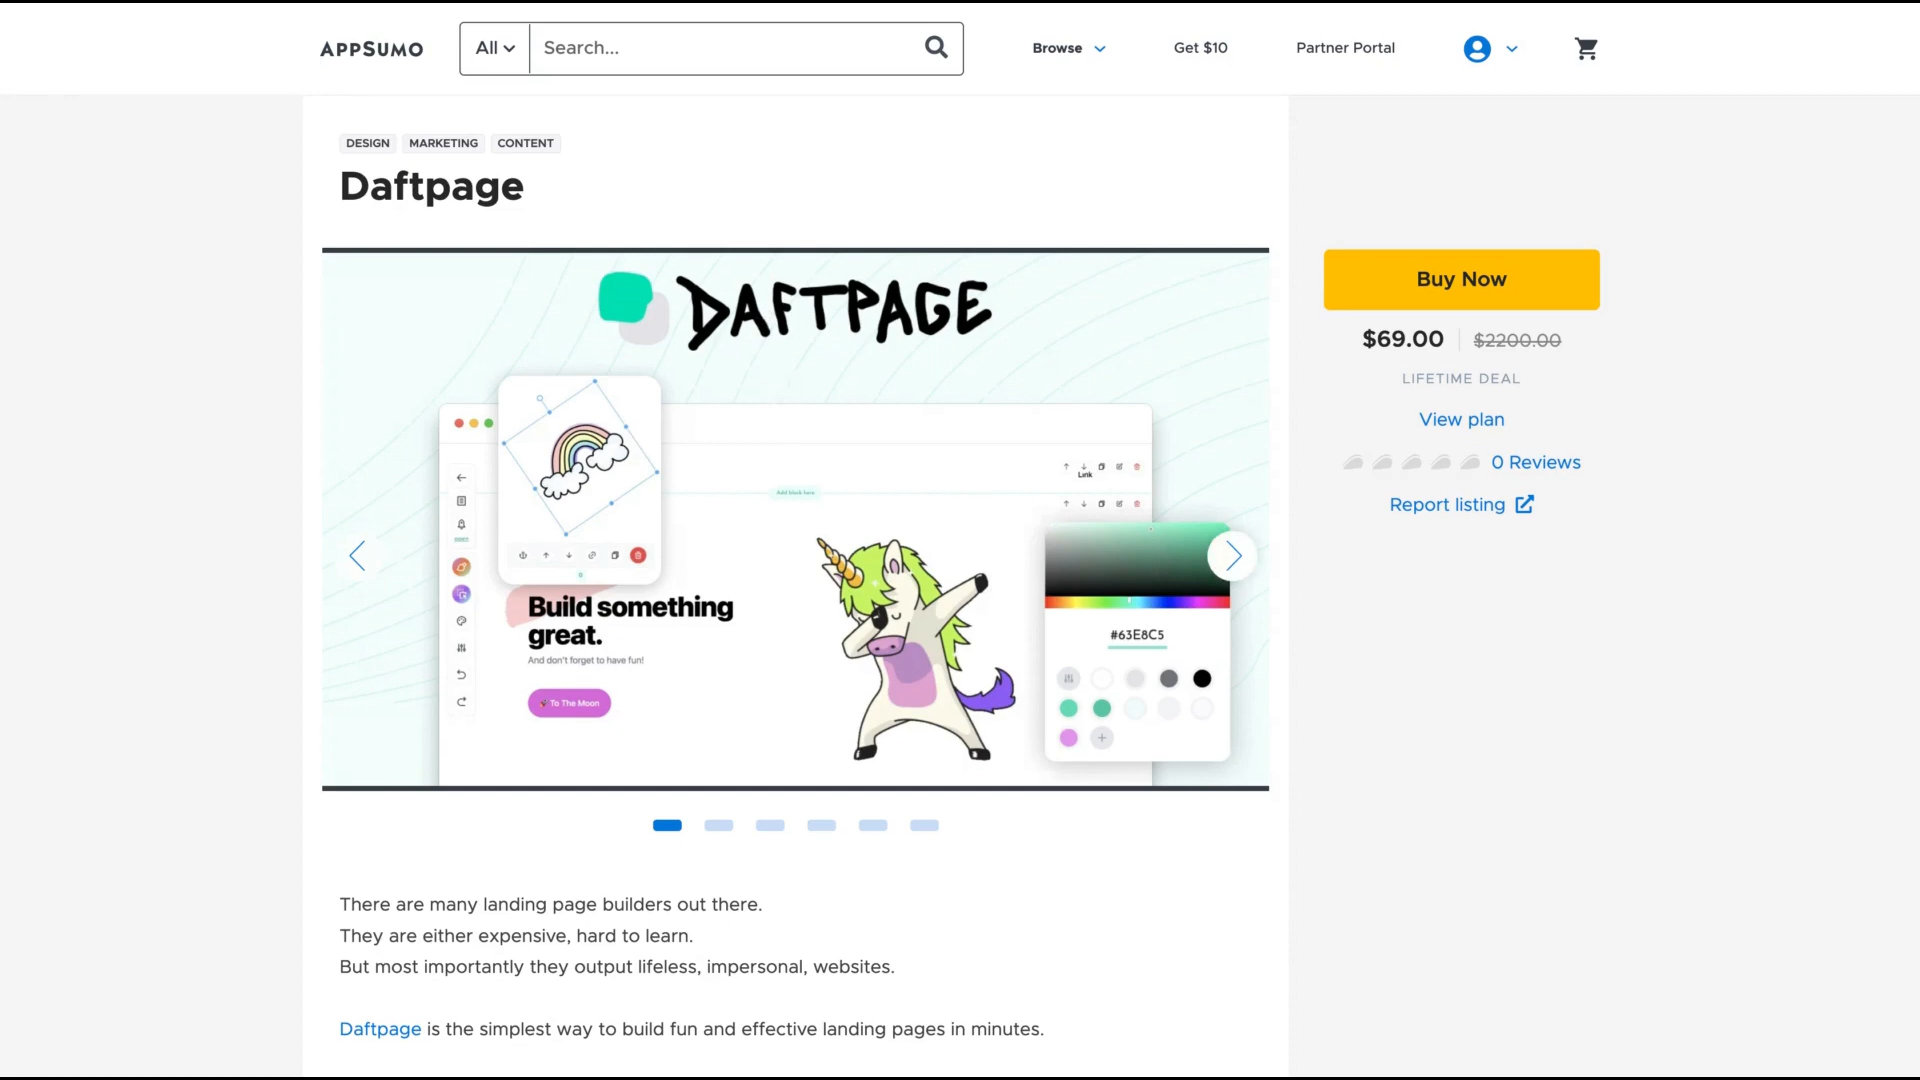 APPSUMO
All
Search...
Browse
Get $10
Partner Portal
DESIGN
MARKETING
CONTENT
Daftpage
DAFTPAGE
Link
Add block here
Build something
great.
And don't forget to have fun!
🚀 To The Moon
#63E8C5
Buy Now
$69.00
$2200.00
LIFETIME DEAL
View plan
0 Reviews
Report listing
There are many landing page builders out there.
They are either expensive, hard to learn.
But most importantly they output lifeless, impersonal, websites.
Daftpage is the simplest way to build fun and effective landing pages in minutes.